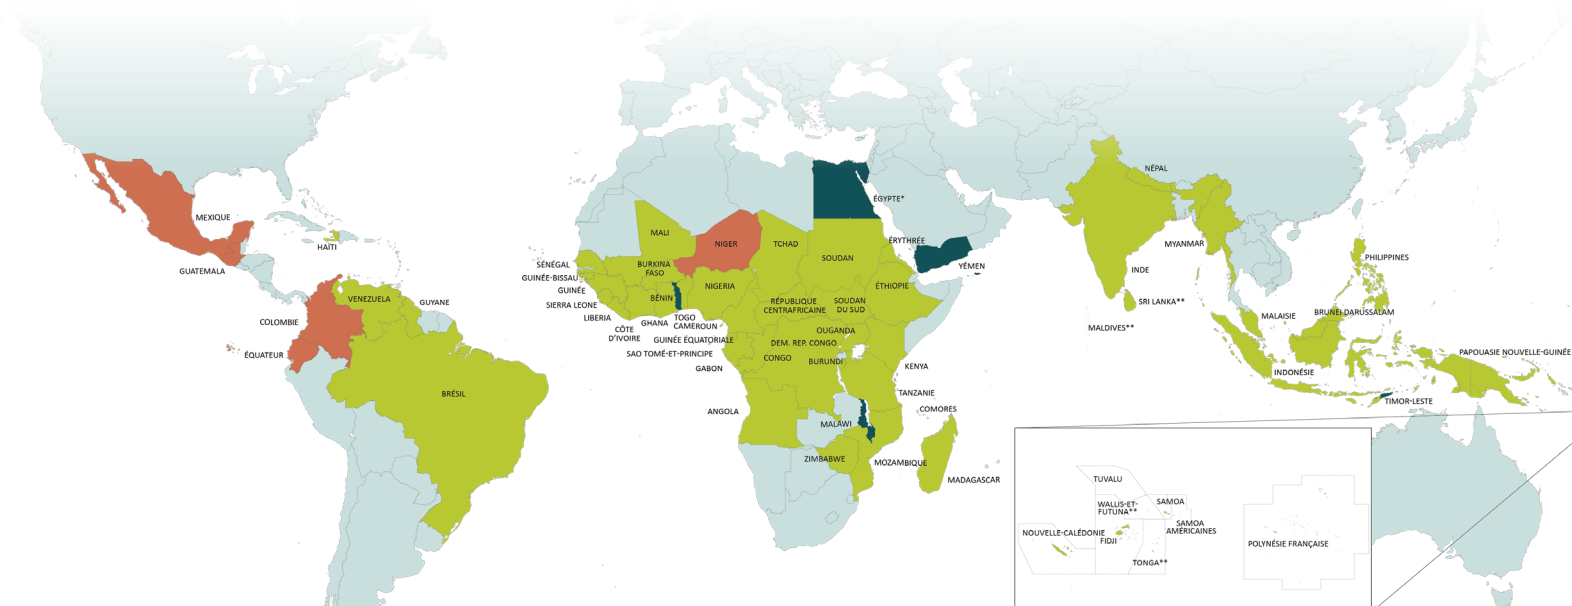 MEXIQUE
HAÏTI
GUATEMALA
VENEZUELA
GUYANE
COLOMBIE
ÉQUATEUR
BRÉSIL
MALI
NIGER
TCHAD
ÉGYPTE*
ÉRYTHRÉE
SOUDAN
YÉMEN
SÉNÉGAL
BURKINA
FASO
GUINÉE-BISSAU
NIGERIA
ÉTHIOPIE
GUINÉE
BÉNIN
SIERRA LEONE
RÉPUBLIQUE
CENTRAFRICAINE
SOUDAN
DU SUD
LIBERIA
GHANA
TOGO
CAMEROUN
CÔTE
D'IVOIRE
OUGANDA
GUINÉE ÉQUATORIALE
DEM. REP. CONGO
SAO TOMÉ-ET-PRINCIPE
CONGO
BURUNDI
GABON
KENYA
TANZANIE
ANGOLA
COMORES
MALAWI
ZIMBABWE
MOZAMBIQUE
MADAGASCAR
NÉPAL
MYANMAR
INDE
PHILIPPINES
SRI LANKA**
MALDIVES**
MALAISIE
BRUNEI DARUSSALAM
PAPOUASIE NOUVELLE-GUINÉE
INDONÉSIE
TIMOR-LESTE
TUVALU
WALLIS-ET-
FUTUNA**
SAMOA
SAMOA
AMÉRICAINES
NOUVELLE-CALÉDONIE
FIDJI
TONGA**
POLYNÉSIE FRANÇAISE